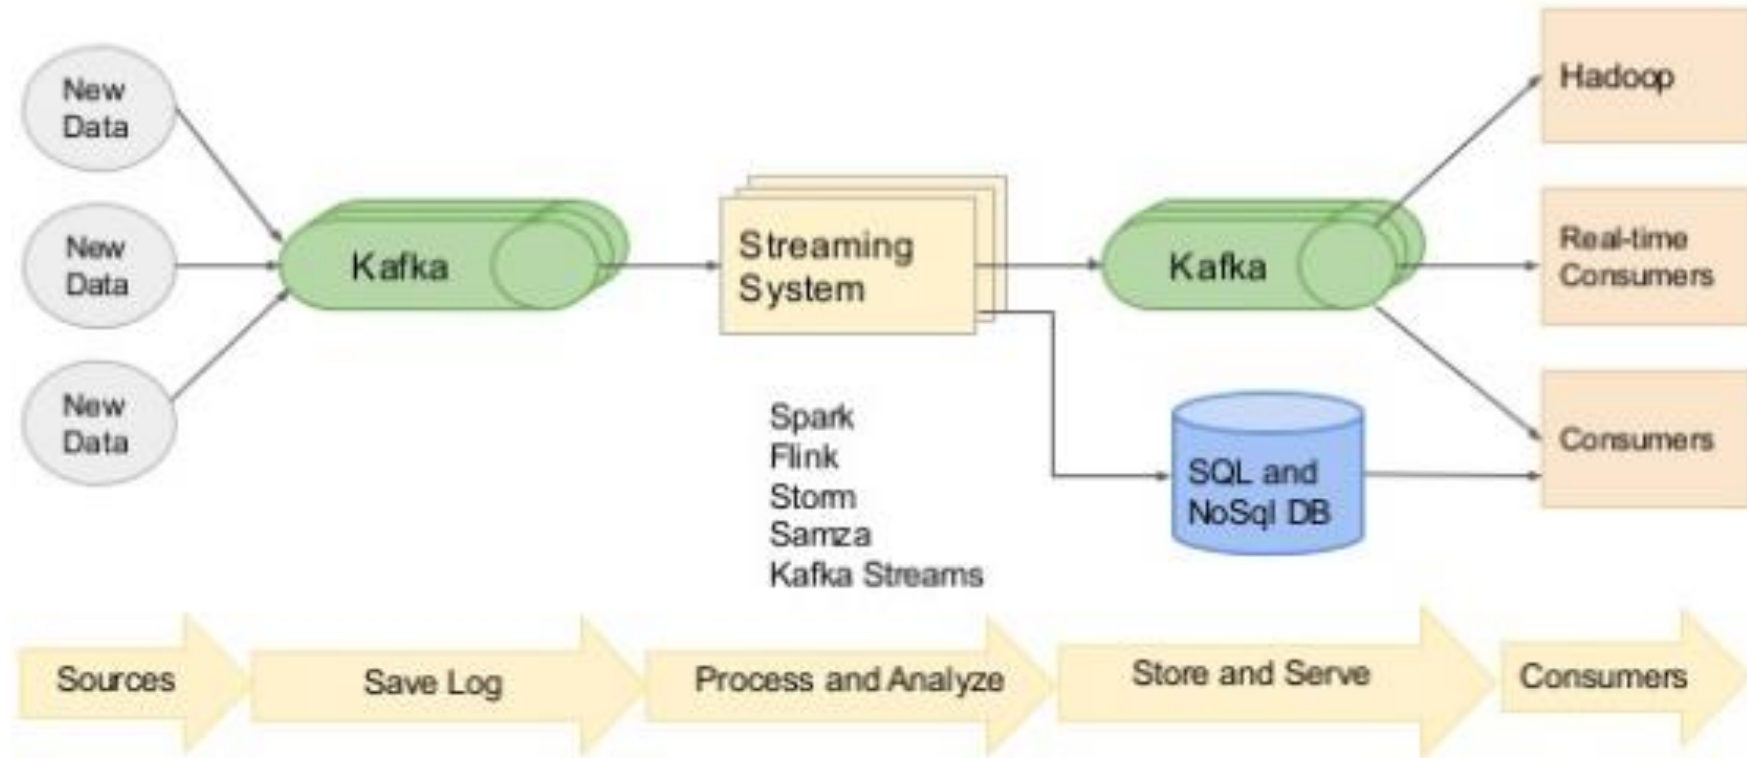 New
Data
New
Data
New
Data
Kafka
Streaming
System
Kafka
Hadoop
Real-time
Consumers
Consumers
SQL and
NoSql DB
Spark
Flink
Storm
Samza
Kafka Streams
Sources
Save Log
Process and Analyze
Store and Serve
Consumers